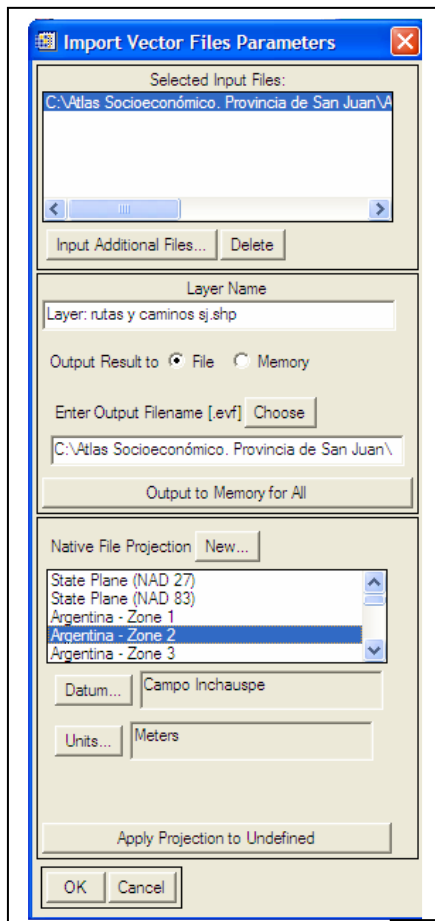 Import Vector Files Parameters
Selected Input Files:
C:\Atlas Socioeconómico. Provincia de San Juan\A
Input Additional Files... Delete
Layer Name
Layer: rutas y caminos sj.shp
Output Result to File Memory
Enter Output Filename [.evf] Choose
C:\Atlas Socioeconómico. Provincia de San Juan\
Output to Memory for All
Native File Projection New...
State Plane (NAD 27)
State Plane (NAD 83)
Argentina - Zone 1
Argentina - Zone 2
Argentina - Zone 3
Datum... Campo Inchauspe
Units... Meters
Apply Projection to Undefined
OK Cancel